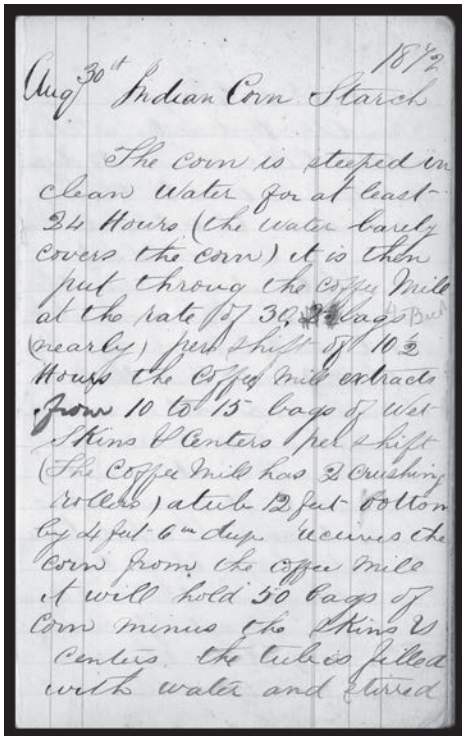 1872
Aug 30th Indian Corn Starch
The corn is steeped in
clean water for at least
24 Hours (the water barely
covers the corn) it is then
put throug the coffee Mill
at the rate of 30, bags
(nearly) per shift of 10½
Hours the Coffee Mill extracts
from 10 to 15 bags of wet
Skins & Centers per shift
(The Coffee Mill has 2 crushing
rollers) a tub 12 feet bottom
by 4 feet 6 in deep recieves the
corn from the coffee mill
it will hold 50 bags of
Corn minus the skins &
centers. the tub is filled
with water and stirred